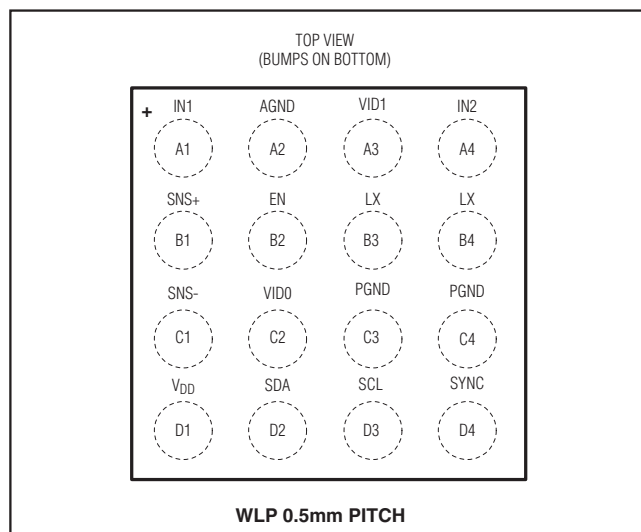 TOP VIEW
(BUMPS ON BOTTOM)
+ IN1 AGND VID1 IN2
A1 A2 A3 A4
SNS+ EN LX LX
B1 B2 B3 B4
SNS- VID0 PGND PGND
C1 C2 C3 C4
VDD SDA SCL SYNC
D1 D2 D3 D4
WLP 0.5mm PITCH